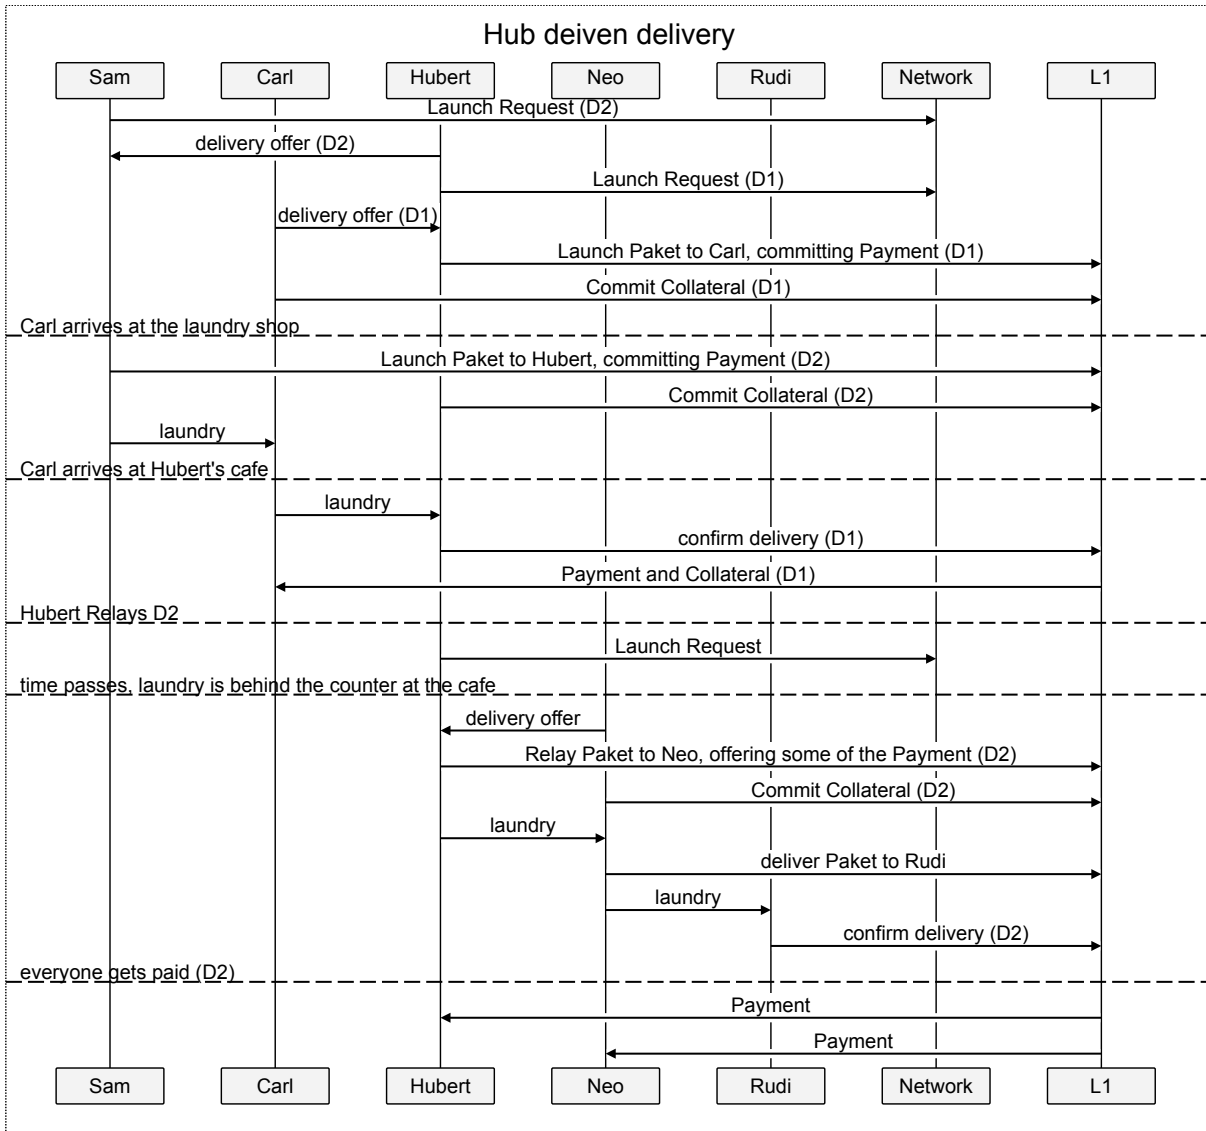 Hub deiven delivery
Sam Carl Hubert Neo Rudi Network L1
Launch Request (D2)
delivery offer (D2)
Launch Request (D1)
delivery offer (D1)
Launch Paket to Carl, committing Payment (D1)
Commit Collateral (D1)
Carl arrives at the laundry shop
Launch Paket to Hubert, committing Payment (D2)
Commit Collateral (D2)
laundry
Carl arrives at Hubert's cafe
laundry
confirm delivery (D1)
Payment and Collateral (D1)
Hubert Relays D2
Launch Request
time passes, laundry is behind the counter at the cafe
delivery offer
Relay Paket to Neo, offering some of the Payment (D2)
Commit Collateral (D2)
laundry
deliver Paket to Rudi
laundry
confirm delivery (D2)
everyone gets paid (D2)
Payment
Payment
Sam Carl Hubert Neo Rudi Network L1